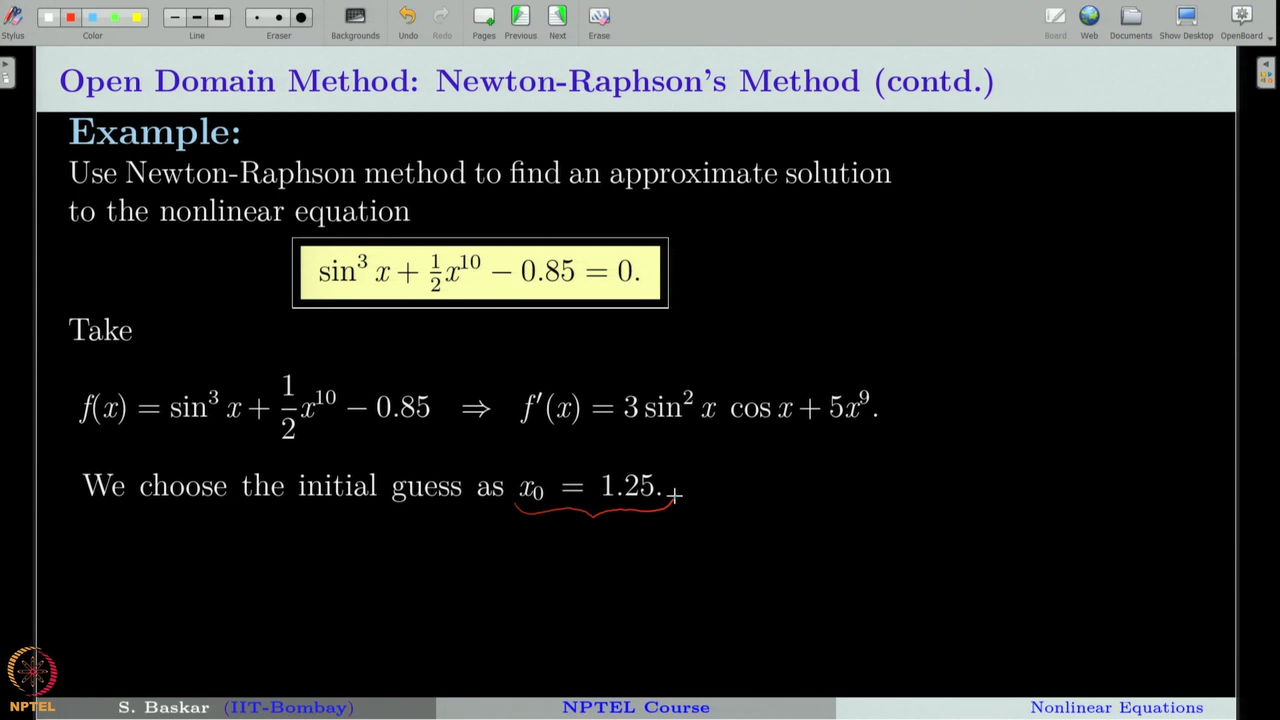 Stylus Color Line Eraser Backgrounds Undo Redo Pages Previous Next Erase Board Web Documents Show Desktop OpenBoard
Open Domain Method: Newton-Raphson's Method (contd.)
Example:
Use Newton-Raphson method to find an approximate solution
to the nonlinear equation
sin³ x + ½x¹⁰ − 0.85 = 0.
Take
f(x) = sin³ x + 1/2 x¹⁰ − 0.85 ⇒ f′(x) = 3 sin² x cos x + 5x⁹.
We choose the initial guess as x₀ = 1.25.
NPTEL
S. Baskar (IIT-Bombay) NPTEL Course Nonlinear Equations